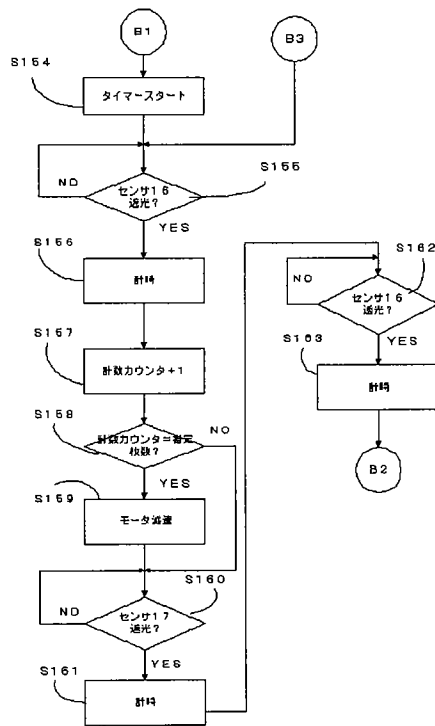 B1
B3
S154
タイマースタート
NO
センサ16
遮光?
S155
YES
S156
計時
S157
計数カウンタ+1
S158
計数カウンタ=指定
枚数?
NO
YES
S159
モータ減速
S160
NO
センサ17
遮光?
YES
S161
計時
S162
NO
センサ16
透光?
YES
S163
計時
B2